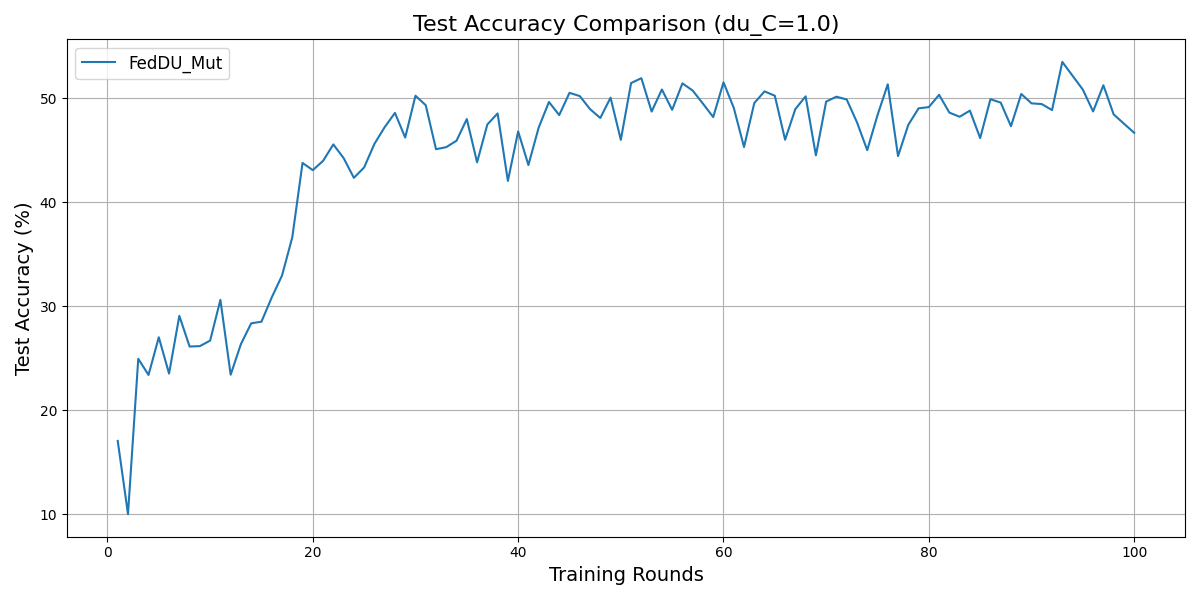 Test Accuracy Comparison (du_C=1.0)
FedDU_Mut
Test Accuracy (%)
50
40
30
20
10
0 20 40 60 80 100
Training Rounds